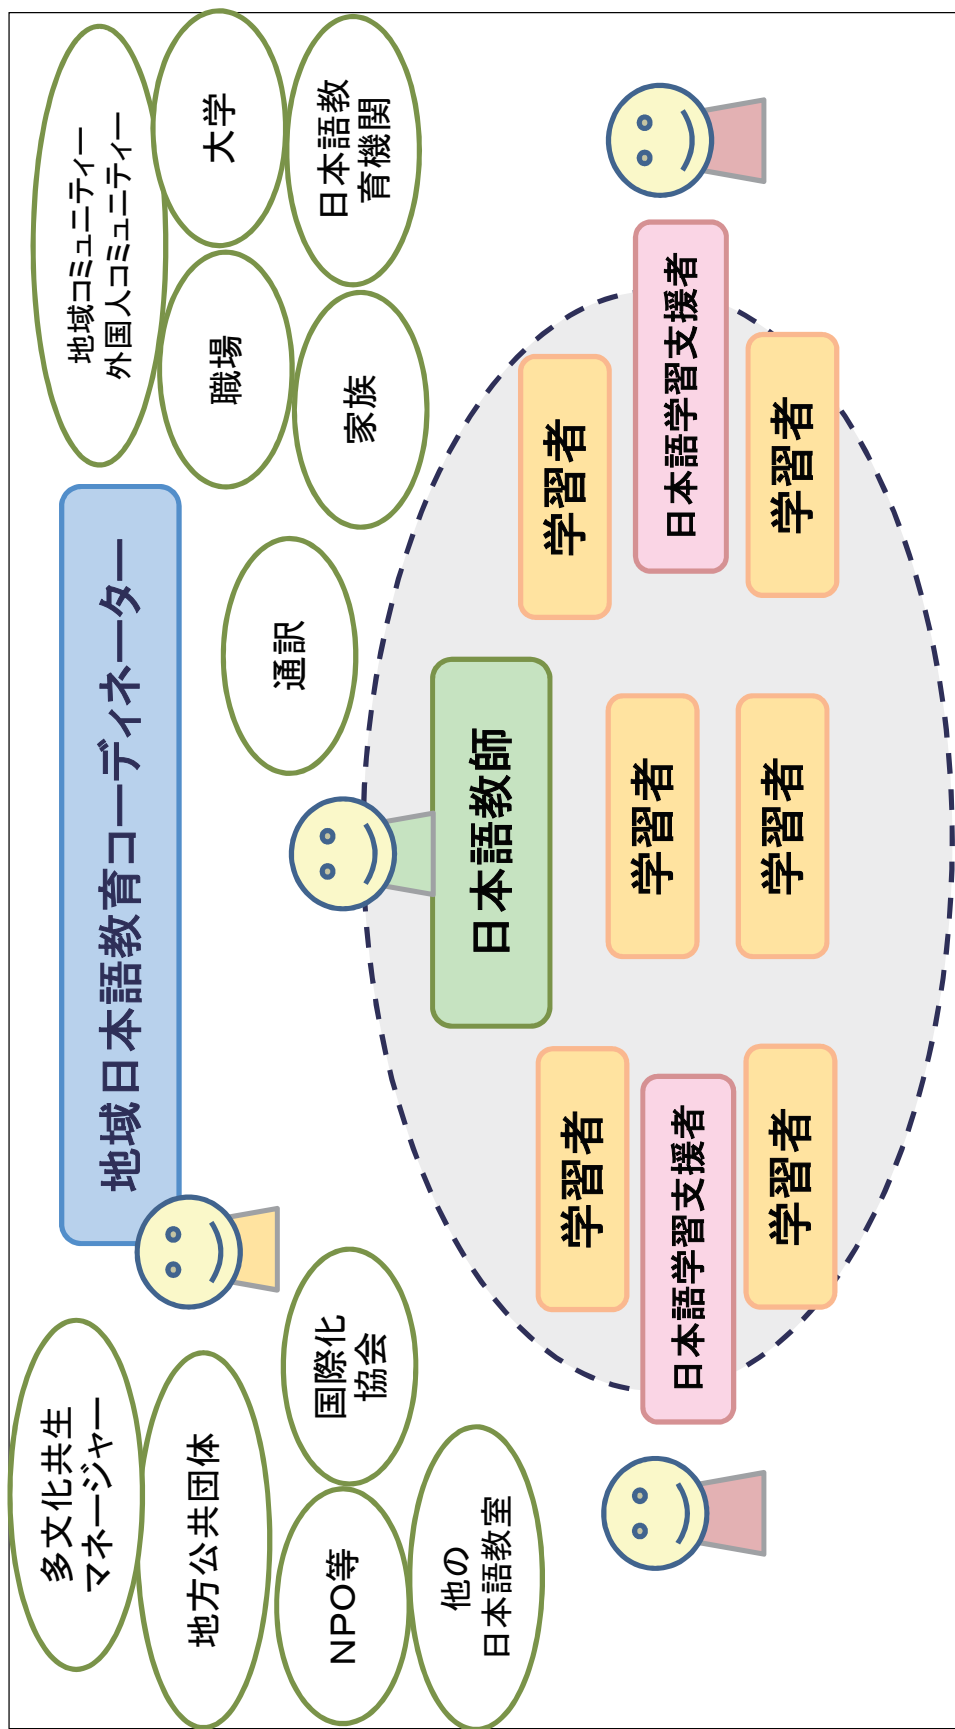 地域日本語教育コーディネーター
多文化共生
マネージャー
地方公共団体
国際化
協会
NPO等
他の
日本語教室
通訳
地域コミュニティー
外国人コミュニティー
職場
大学
家族
日本語教
育機関
日本語教師
学習者
学習者
学習者
日本語学習支援者
学習者
日本語学習支援者
学習者
学習者